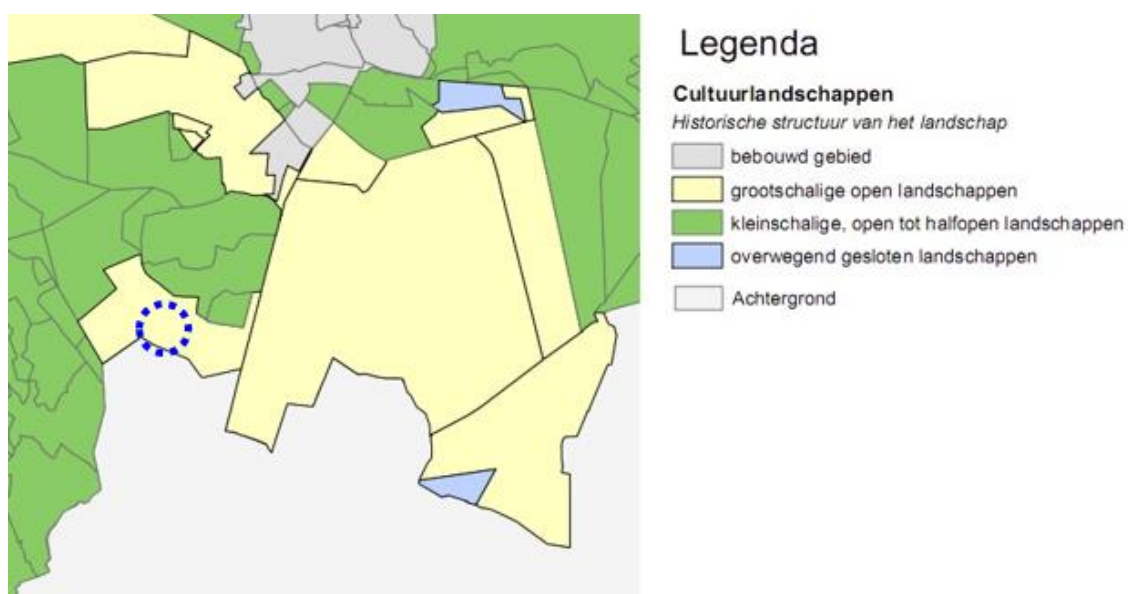 Legenda
Cultuurlandschappen
Historische structuur van het landschap
bebouwd gebied
grootschalige open landschappen
kleinschalige, open tot halfopen landschappen
overwegend gesloten landschappen
Achtergrond